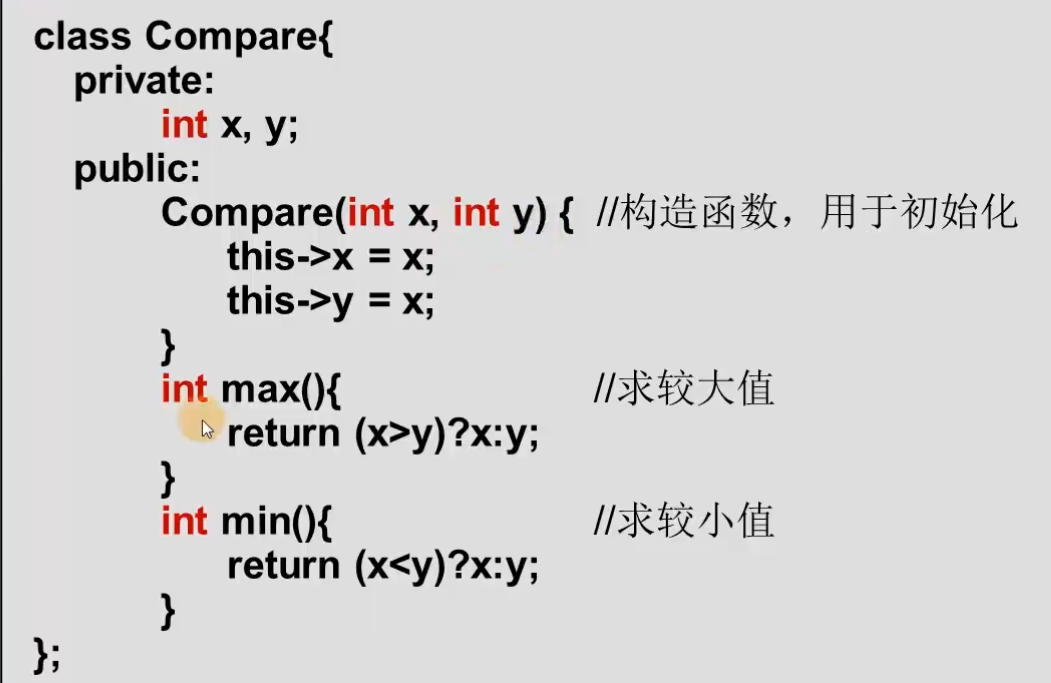 class Compare{
private:
int x, y;
public:
Compare(int x, int y) { //构造函数，用于初始化
this->x = x;
this->y = x;
}
int max(){ //求较大值
return (x>y)?x:y;
}
int min(){ //求较小值
return (x<y)?x:y;
}
};